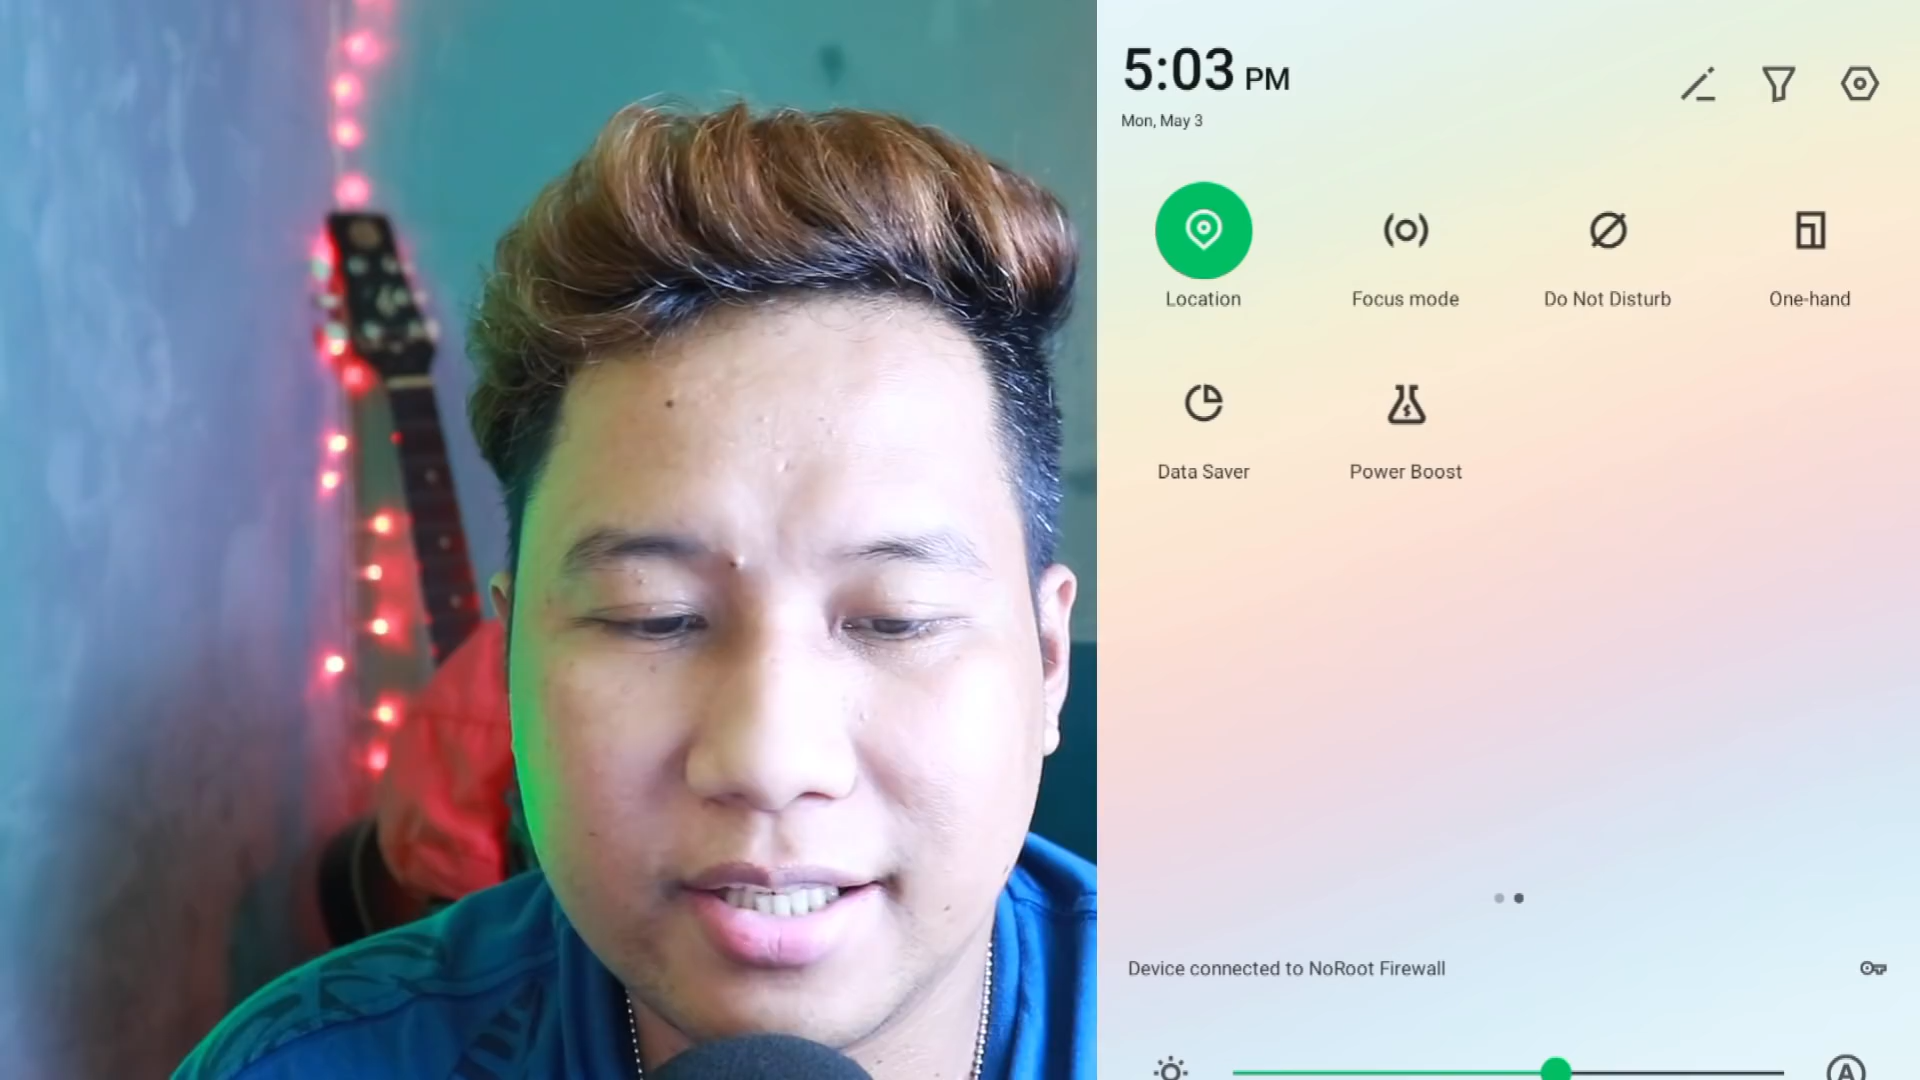 5:03 PM
Mon, May 3
Location
Focus mode
Do Not Disturb
One-hand
Data Saver
Power Boost
Device connected to NoRoot Firewall
A